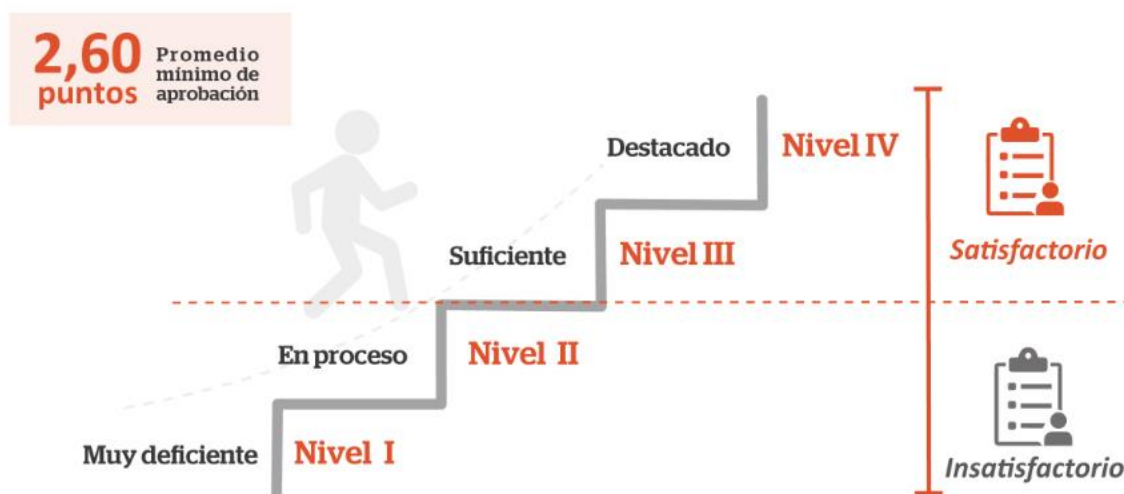 2,60
puntos
Promedio
mínimo de
aprobación
Destacado
Nivel IV
Suficiente
Nivel III
Satisfactorio
En proceso
Nivel II
Muy deficiente
Nivel I
Insatisfactorio